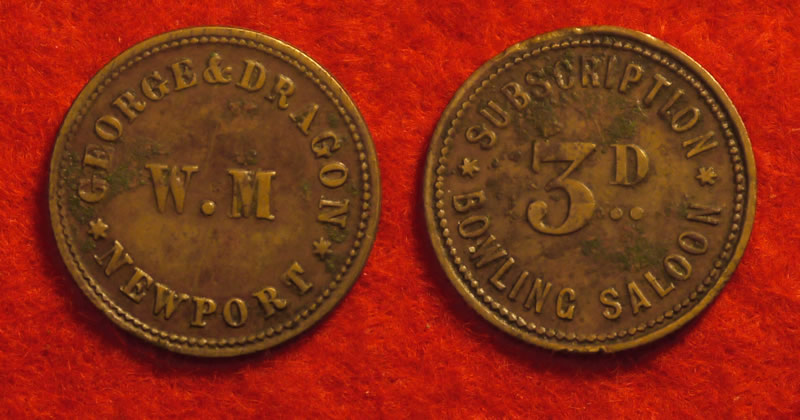 GEORGE & DRAGON
W. M
NEWPORT
SUBSCRIPTION
3D
BOWLING SALOON